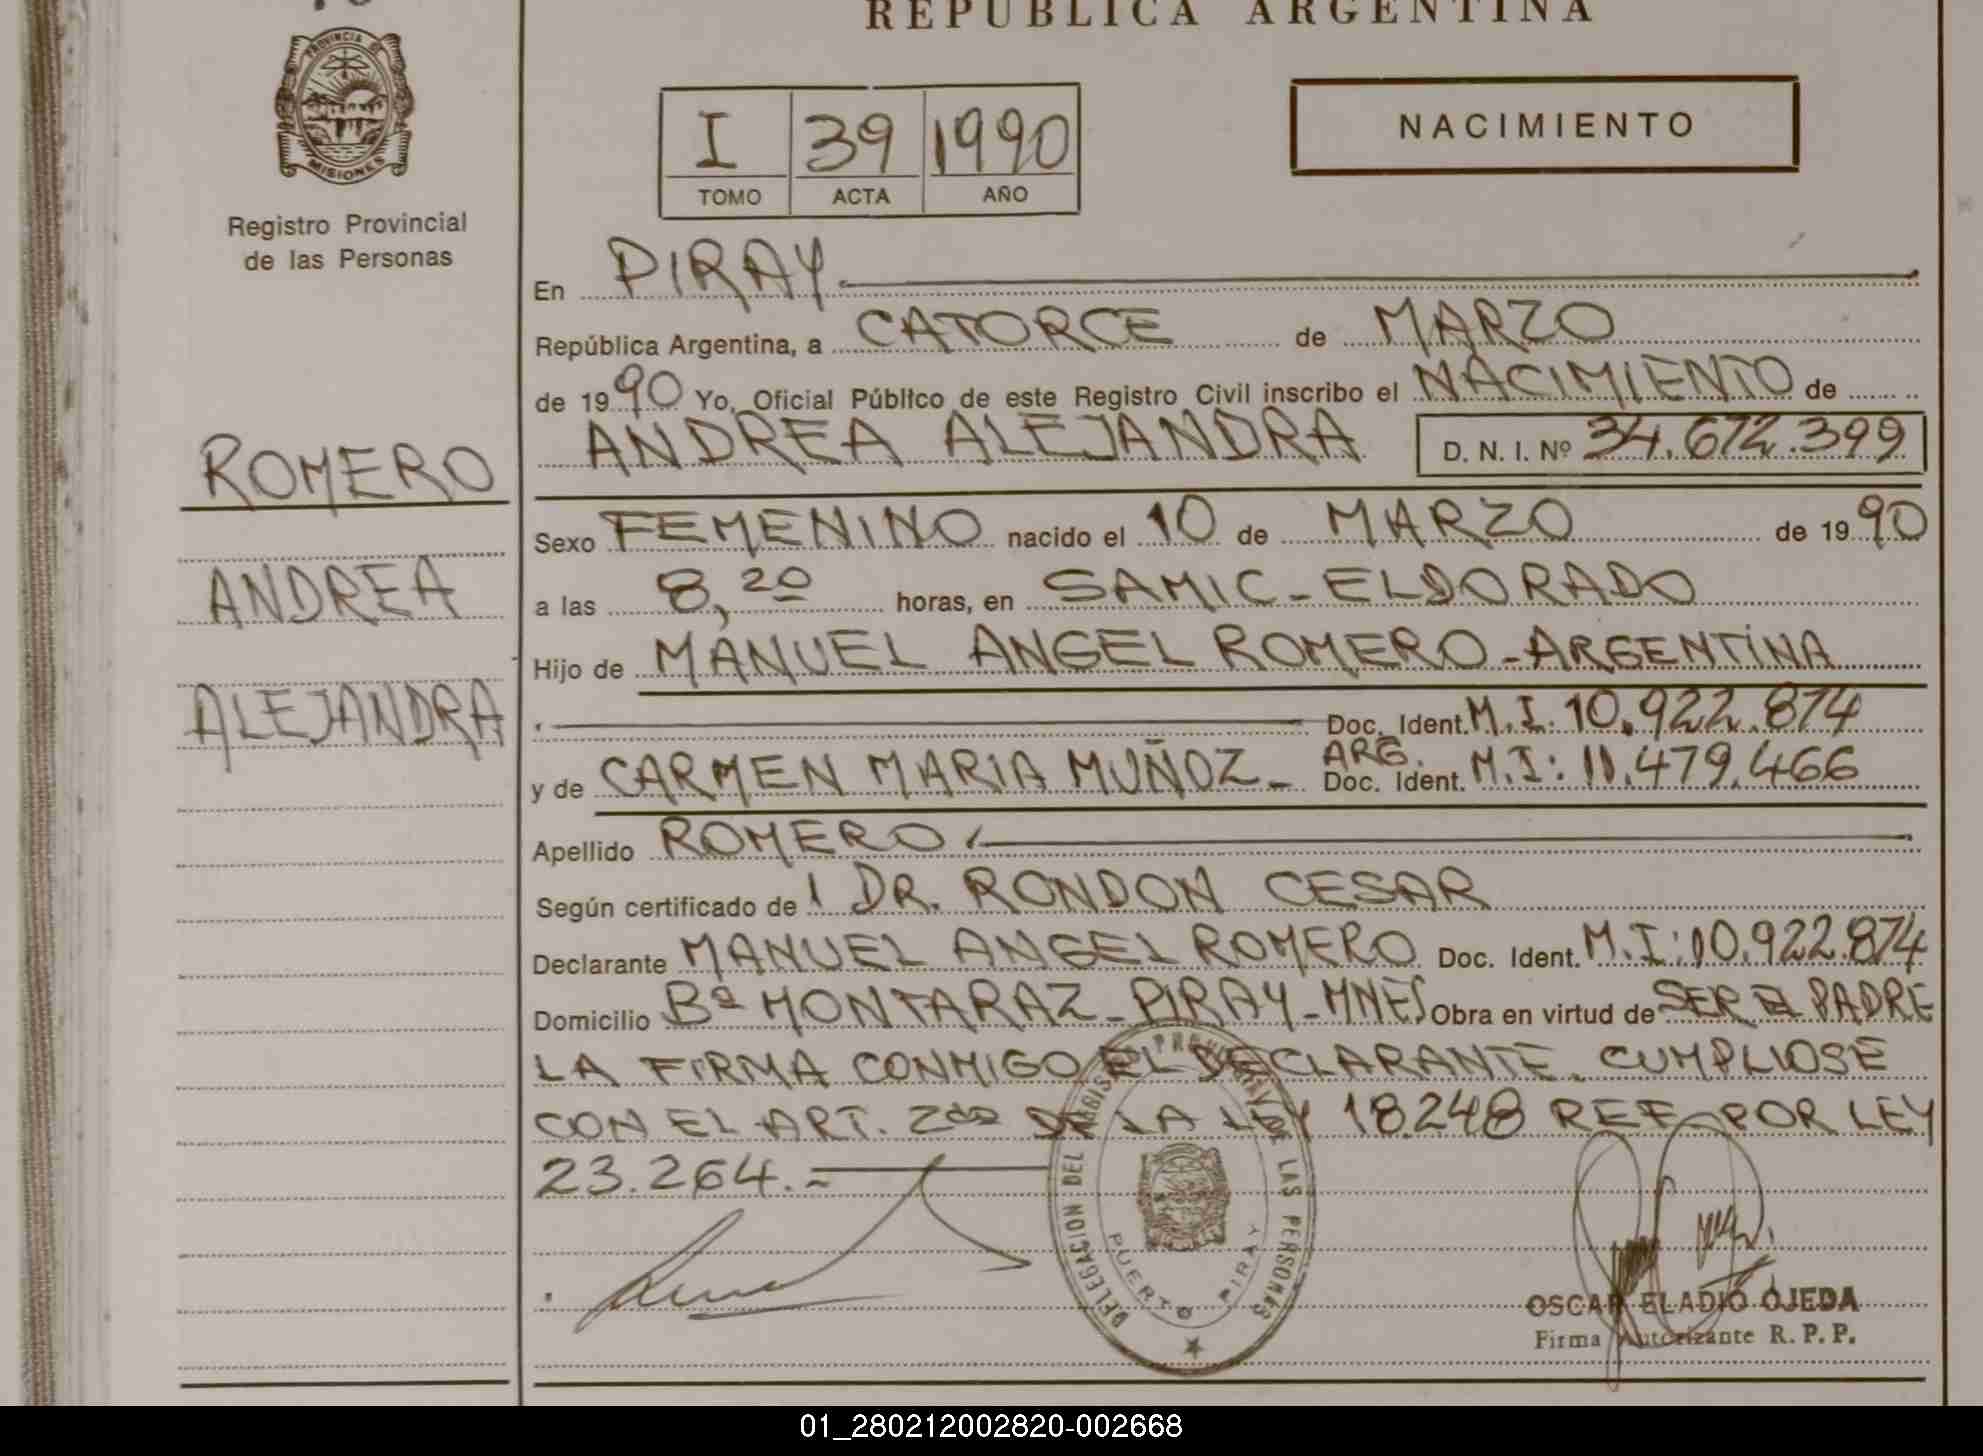 REPUBLICA ARGENTINA
PROVINCIA DE
MISIONES
Registro Provincial
de las Personas
I 39 1990
TOMO ACTA AÑO
NACIMIENTO
En PIRAY
República Argentina, a CATORCE de MARZO
de 1990 Yo, Oficial Público de este Registro Civil inscribo el NACIMIENTO de
ANDREA ALEJANDRA D. N. I. Nº 34.672.399
ROMERO
ANDREA
ALEJANDRA
Sexo FEMENINO nacido el 10 de MARZO de 1990
a las 8,20 horas, en SAMIC-ELDORADO
Hijo de MANUEL ANGEL ROMERO-ARGENTINA
Doc. Ident. M.I. 10.922.874
y de CARMEN MARIA MUÑOZ- ARG. Doc. Ident. M.I: 11.479.466
Apellido ROMERO
Según certificado de DR. RONDON CESAR
Declarante MANUEL ANGEL ROMERO Doc. Ident. M.I:10.922.874
Domicilio Bº MONTARAZ-PIRAY-MNES Obra en virtud de SER EL PADRE
LA FIRMA CONMIGO EL DECLARANTE. CUMPLIOSE
CON EL ART. 2do DE LA LEY 18.248 REF. POR LEY
23.264.-
DELEGACION DEL REGISTRO PROVINCIAL DE LAS PERSONAS
PUERTO PIRAY
OSCAR ELADIO OJEDA
Firma Autorizante R. P. P.
01_280212002820-002668